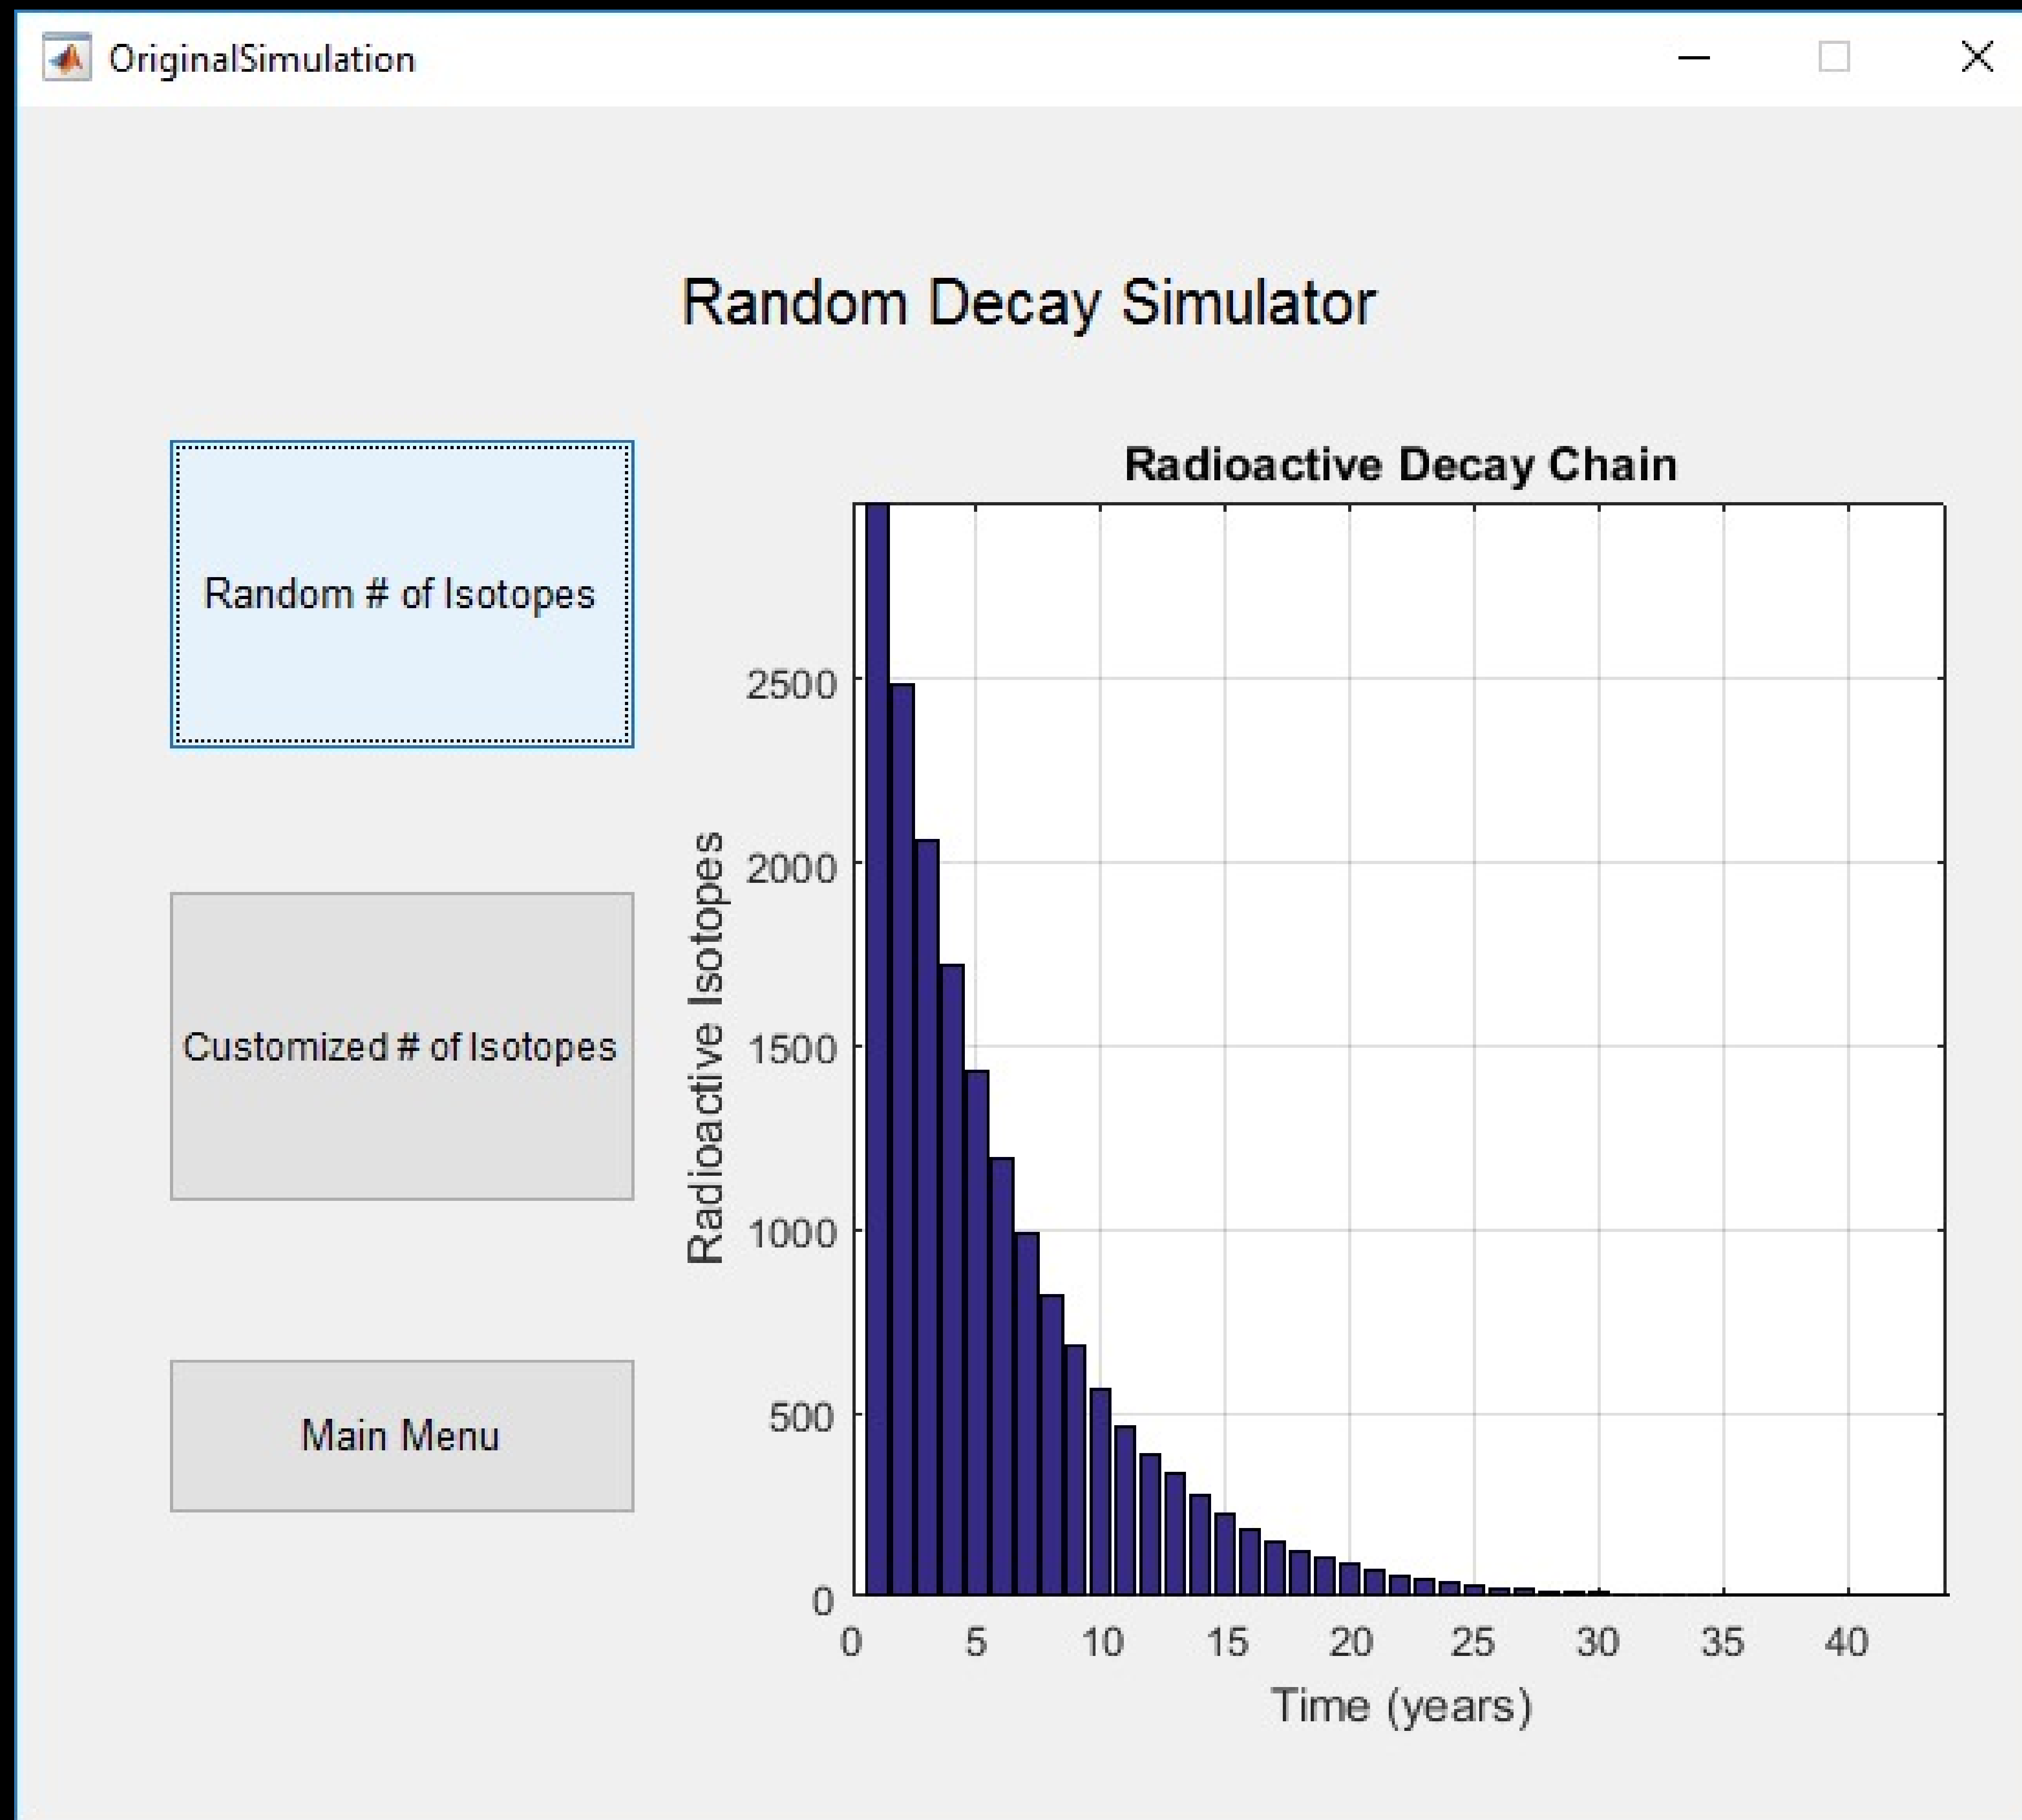 OriginalSimulation
Random Decay Simulator
Random # of Isotopes
Customized # of Isotopes
Main Menu
Radioactive Decay Chain
Radioactive Isotopes
2500
2000
1500
1000
500
0
0 5 10 15 20 25 30 35 40
Time (years)